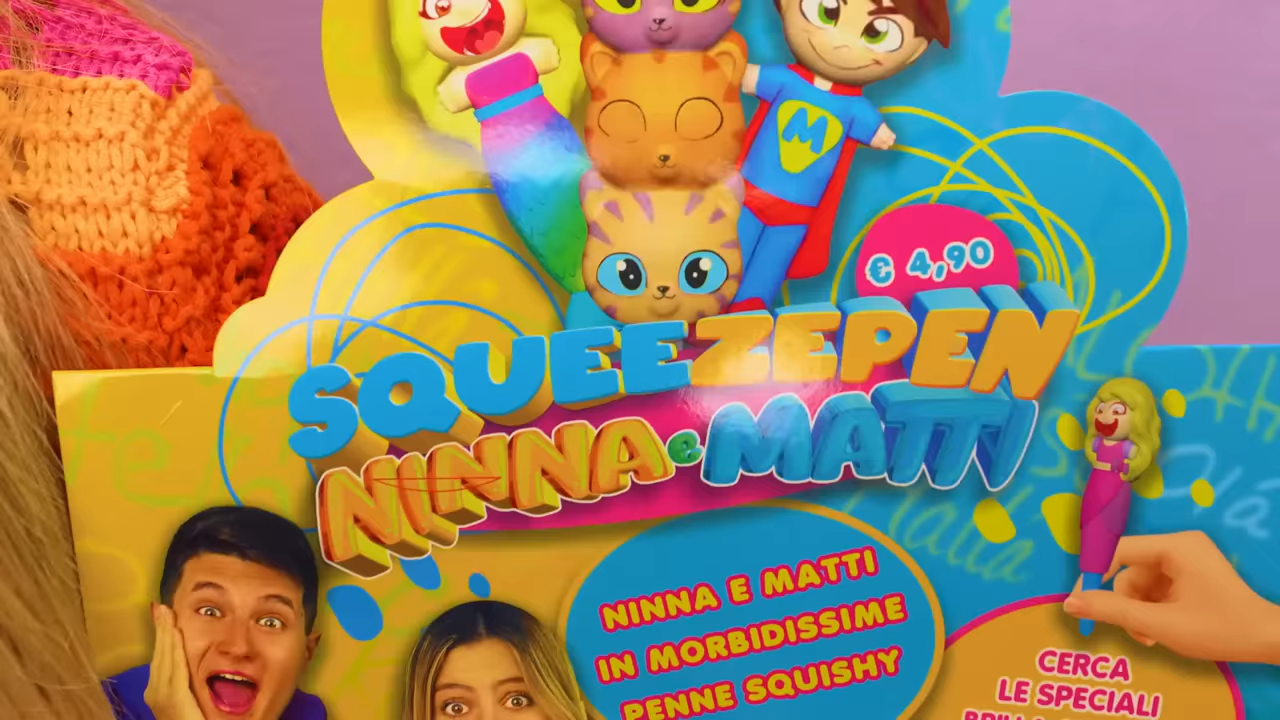 M
€ 4,90
SQUEEZEPEN
NINNA e MATTI
NINNA E MATTI
IN MORBIDISSIME
PENNE SQUISHY
CERCA
LE SPECIALI